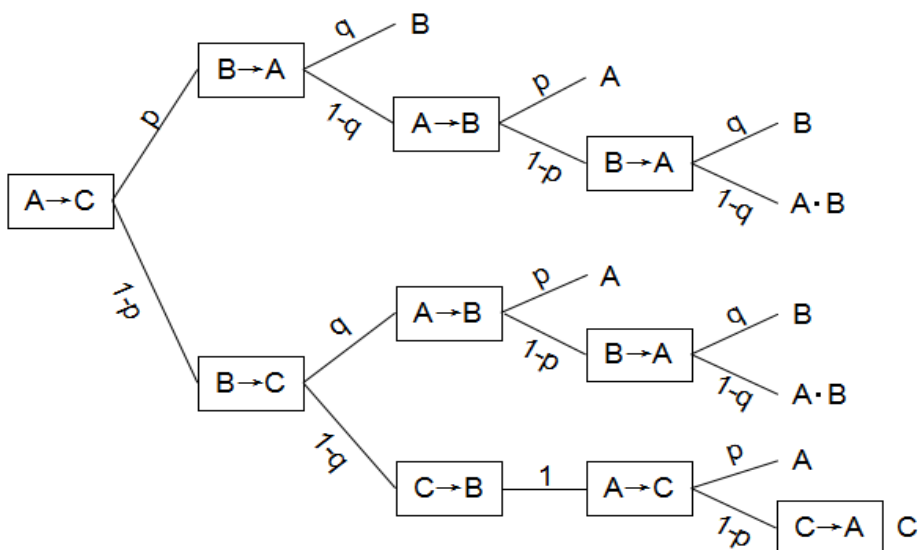 q B
B→A
p A
p 1-q A→B q B
1-p B→A
A→C 1-q A·B
p A
1-p q A→B q B
1-p B→A
B→C 1-q A·B
1-q p A
C→B 1 A→C
1-p C→A C